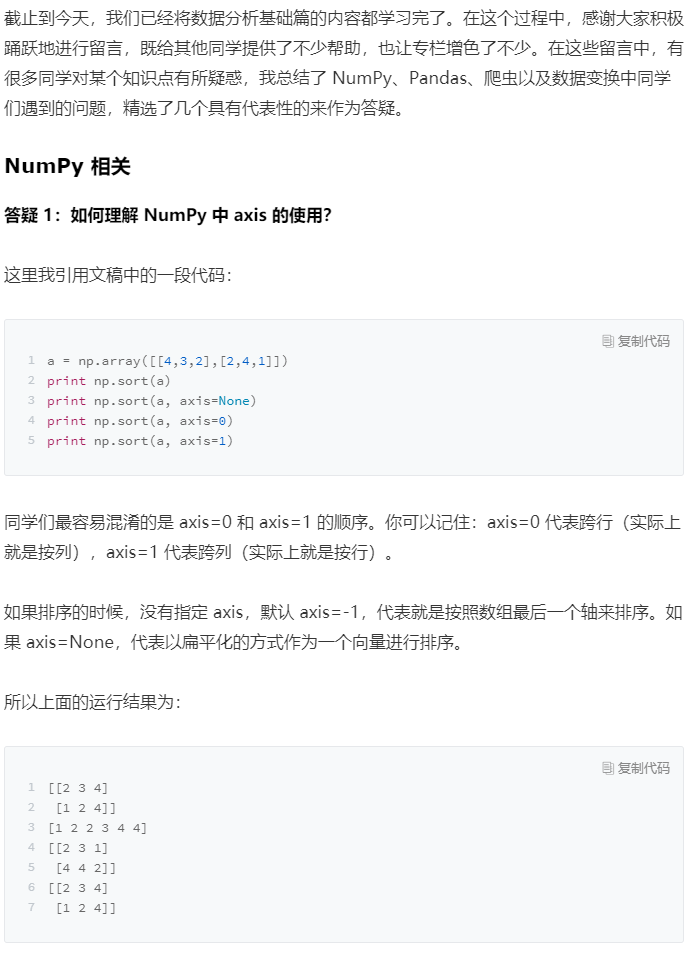 截止到今天，我们已经将数据分析基础篇的内容都学习完了。在这个过程中，感谢大家积极
踊跃地进行留言，既给其他同学提供了不少帮助，也让专栏增色了不少。在这些留言中，有
很多同学对某个知识点有所疑惑，我总结了 NumPy、Pandas、爬虫以及数据变换中同学
们遇到的问题，精选了几个具有代表性的来作为答疑。
NumPy 相关
答疑 1：如何理解 NumPy 中 axis 的使用？
这里我引用文稿中的一段代码：
复制代码
1 a = np.array([[4,3,2],[2,4,1]])
2 print np.sort(a)
3 print np.sort(a, axis=None)
4 print np.sort(a, axis=0)
5 print np.sort(a, axis=1)
同学们最容易混淆的是 axis=0 和 axis=1 的顺序。你可以记住：axis=0 代表跨行（实际上
就是按列），axis=1 代表跨列（实际上就是按行）。
如果排序的时候，没有指定 axis，默认 axis=-1，代表就是按照数组最后一个轴来排序。如
果 axis=None，代表以扁平化的方式作为一个向量进行排序。
所以上面的运行结果为：
复制代码
1 [[2 3 4]
2  [1 2 4]]
3 [1 2 2 3 4 4]
4 [[2 3 1]
5  [4 4 2]]
6 [[2 3 4]
7  [1 2 4]]